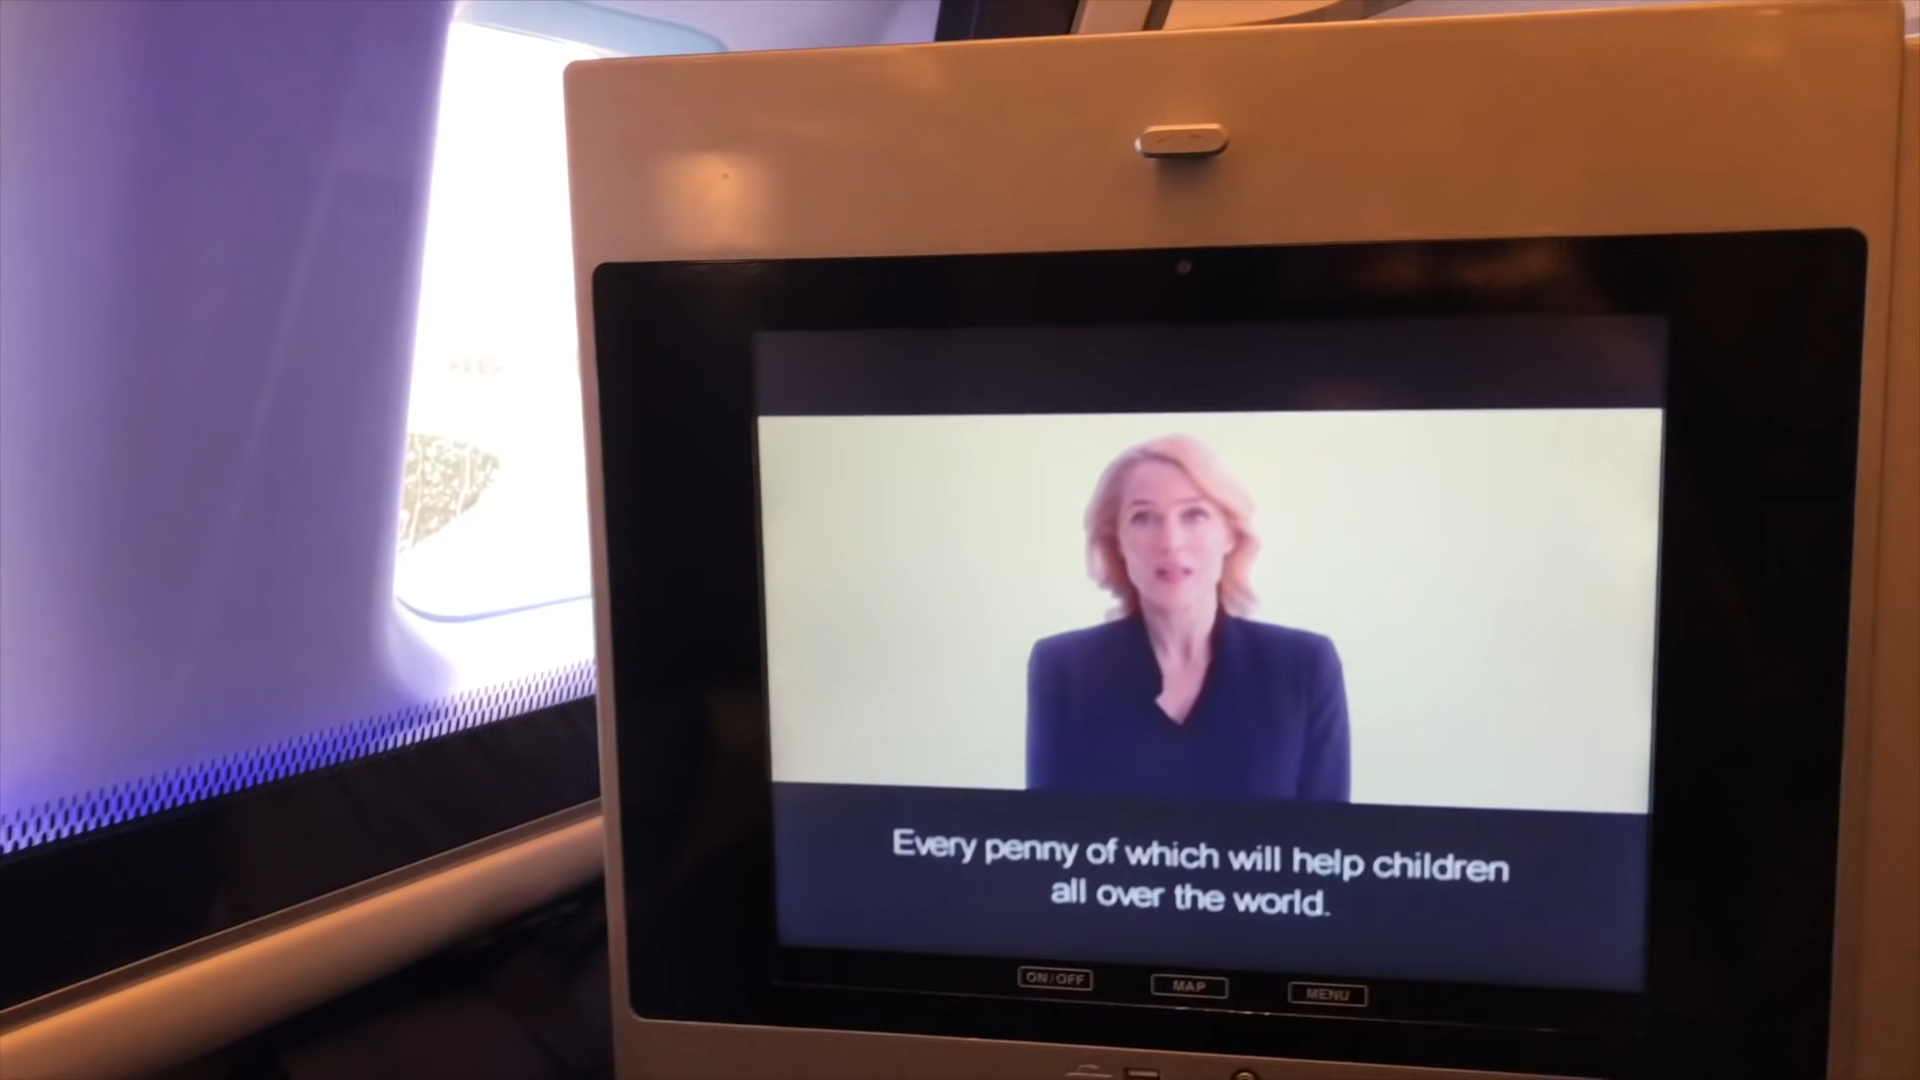 Every penny of which will help children
all over the world.
ON/OFF
MAP
MENU